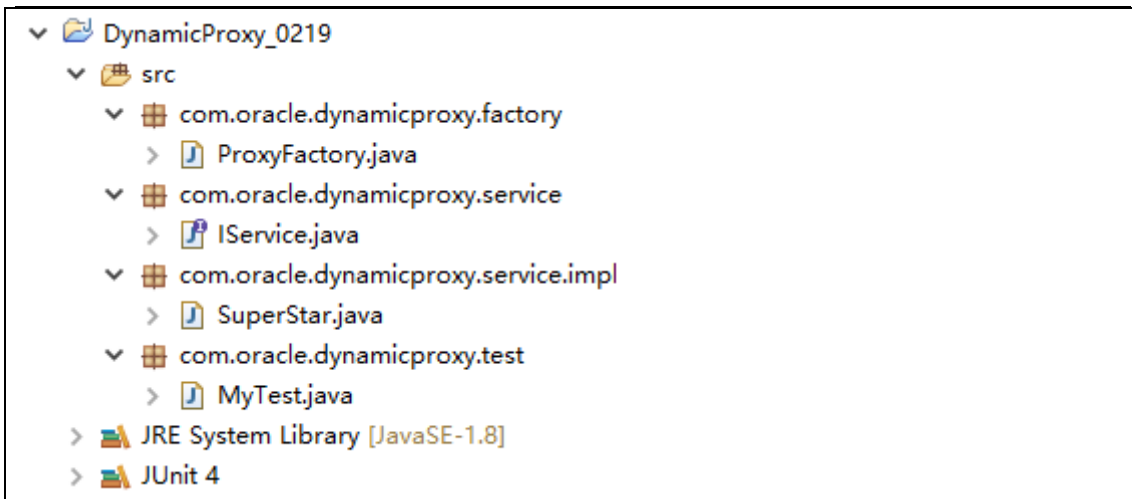 DynamicProxy_0219
src
com.oracle.dynamicproxy.factory
ProxyFactory.java
com.oracle.dynamicproxy.service
IService.java
com.oracle.dynamicproxy.service.impl
SuperStar.java
com.oracle.dynamicproxy.test
MyTest.java
JRE System Library [JavaSE-1.8]
JUnit 4